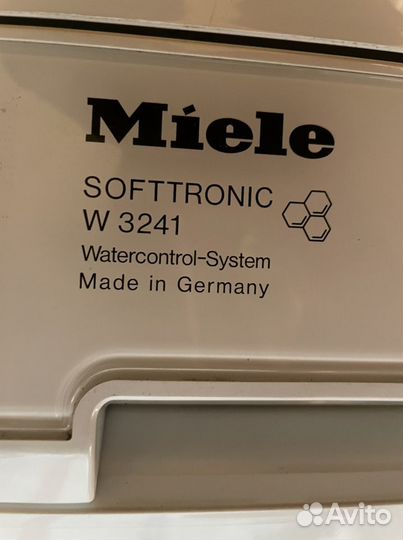 Miele
SOFTTRONIC
W 3241
Watercontrol-System
Made in Germany
Avito